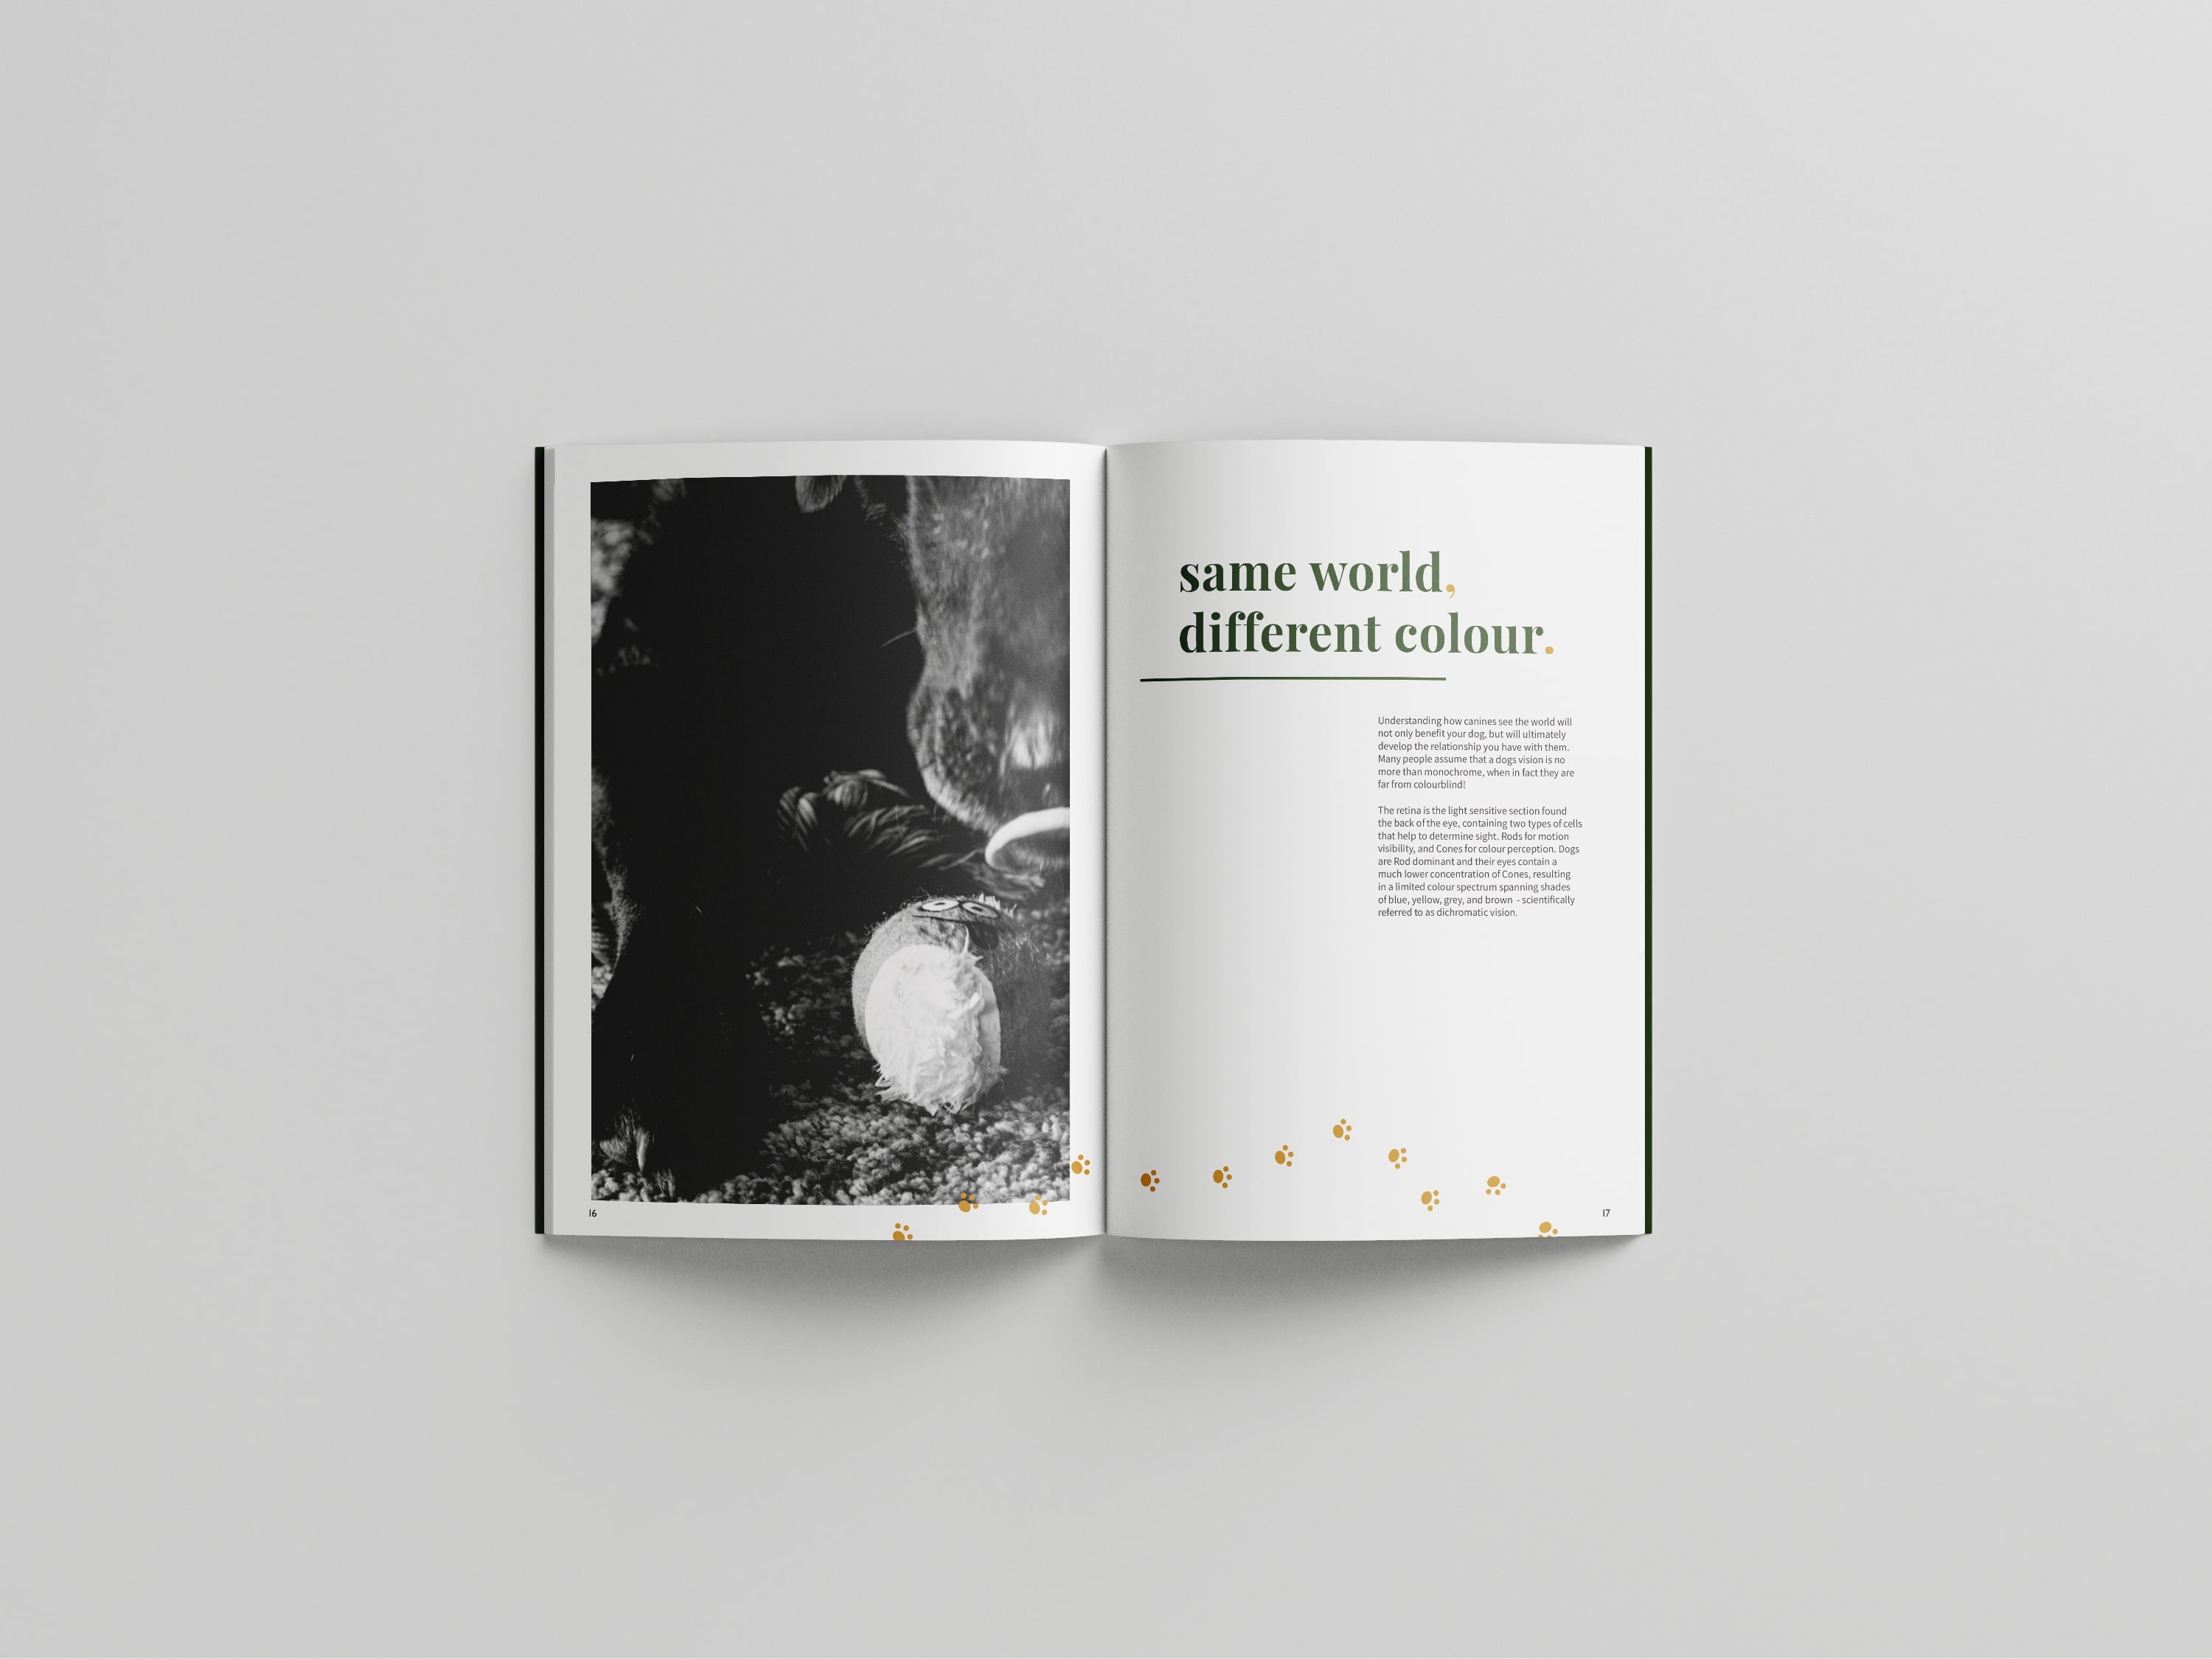 same world,
different colour.
Understanding how canines see the world will
not only benefit your dog, but will ultimately
develop the relationship you have with them.
Many people assume that a dogs vision is no
more than monochrome, when in fact they are
far from colourblind!
The retina is the light sensitive section found
the back of the eye, containing two types of cells
that help to determine sight. Rods for motion
visibility, and Cones for colour perception. Dogs
are Rod dominant and their eyes contain a
much lower concentration of Cones, resulting
in a limited colour spectrum spanning shades
of blue, yellow, grey, and brown - scientifically
referred to as dichromatic vision.
16
17